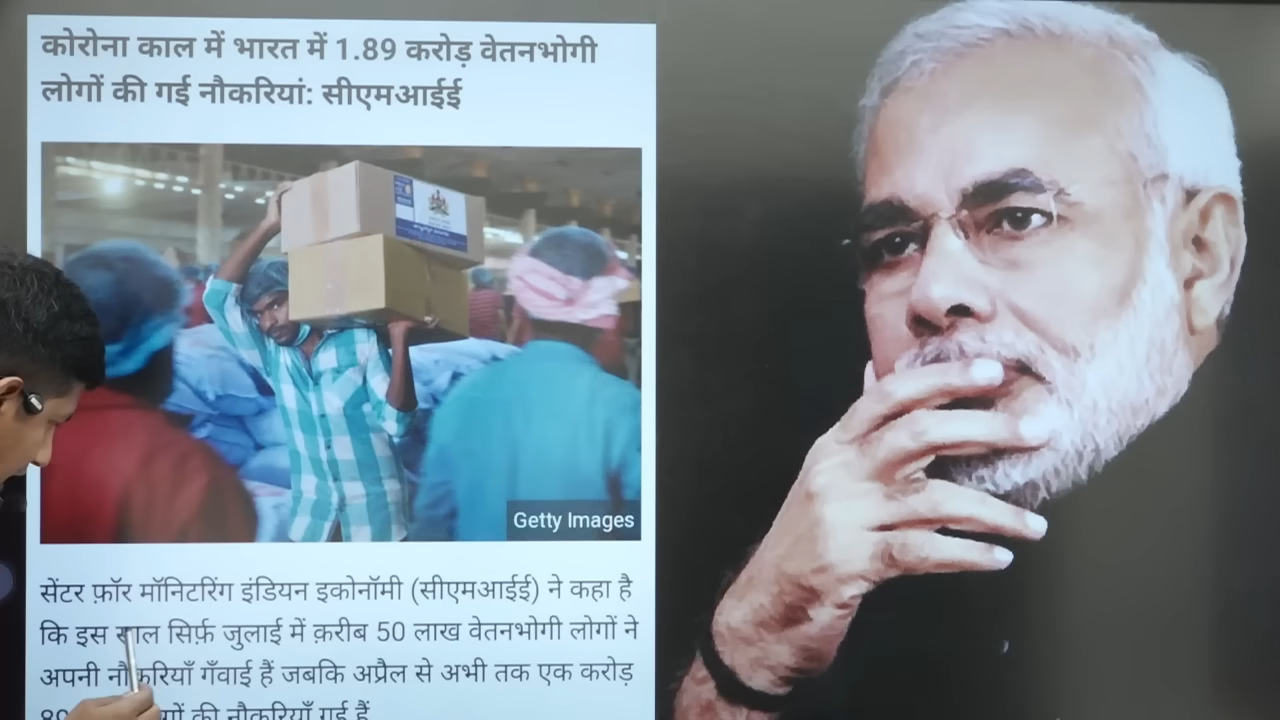 कोरोना काल में भारत में 1.89 करोड़ वेतनभोगी
लोगों की गई नौकरियां: सीएमआईई
Getty Images
सेंटर फ़ॉर मॉनिटरिंग इंडियन इकोनॉमी (सीएमआईई) ने कहा है
कि इस साल सिर्फ़ जुलाई में क़रीब 50 लाख वेतनभोगी लोगों ने
अपनी नौकरियाँ गँवाई हैं जबकि अप्रैल से अभी तक एक करोड़
की नौकरियाँ गई हैं